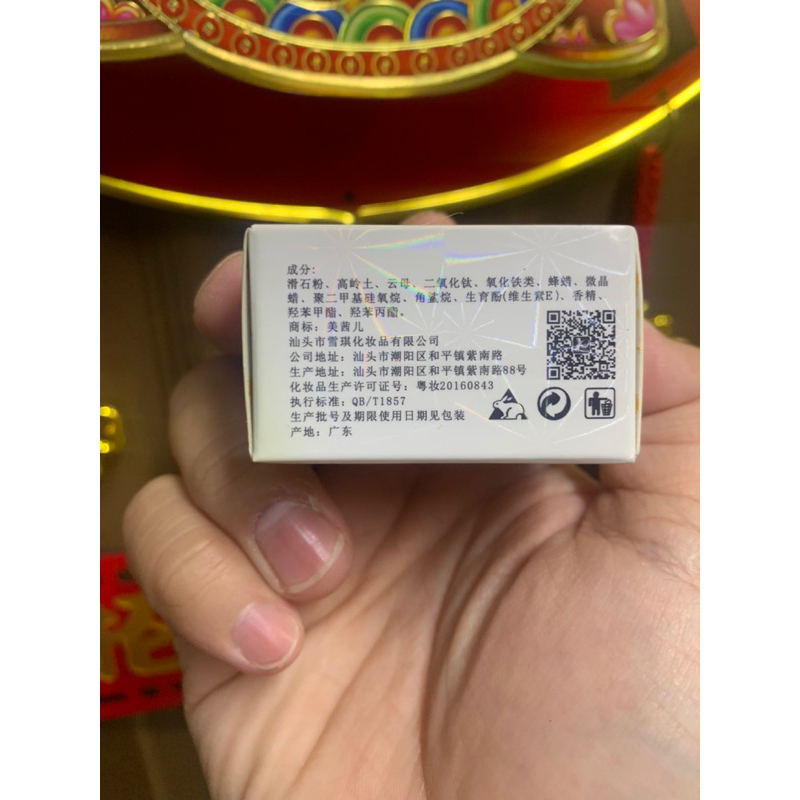 成分:
滑石粉、高岭土、云母、二氧化钛、氧化铁类、蜂蜡、微晶
蜡、聚二甲基硅氧烷、角鲨烷、生育酚(维生素E)、香精、
羟苯甲酯、羟苯丙酯。
商标：美茜儿
汕头市雪琪化妆品有限公司
公司地址：汕头市潮阳区和平镇紫南路
生产地址：汕头市潮阳区和平镇紫南路88号
化妆品生产许可证号：粤妆20160843
执行标准：QB/T1857
生产批号及期限使用日期见包装
产地：广东